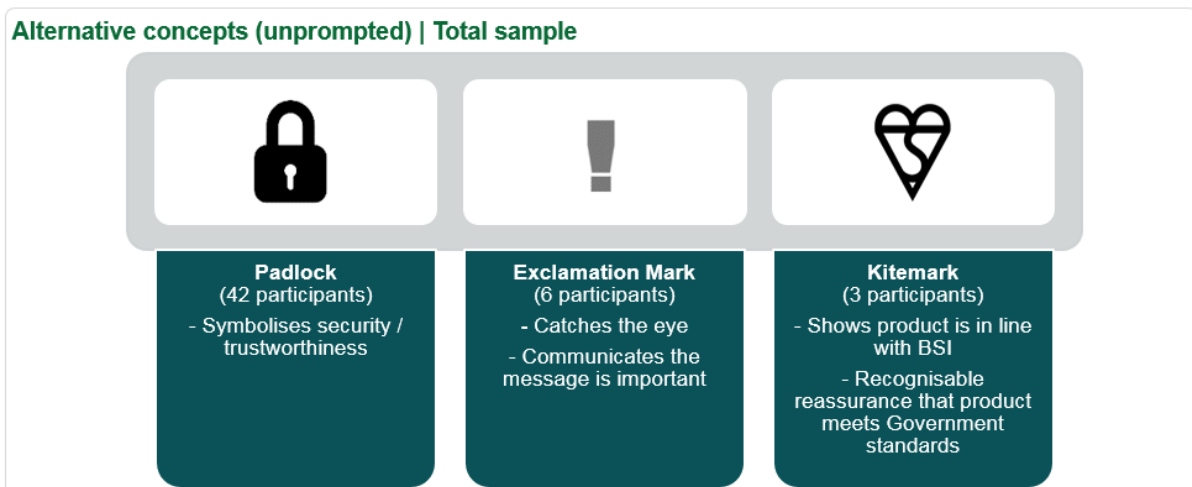 Alternative concepts (unprompted) | Total sample
Padlock
(42 participants)
- Symbolises security /
trustworthiness
Exclamation Mark
(6 participants)
- Catches the eye
- Communicates the
message is important
Kitemark
(3 participants)
- Shows product is in line
with BSI
- Recognisable
reassurance that product
meets Government
standards